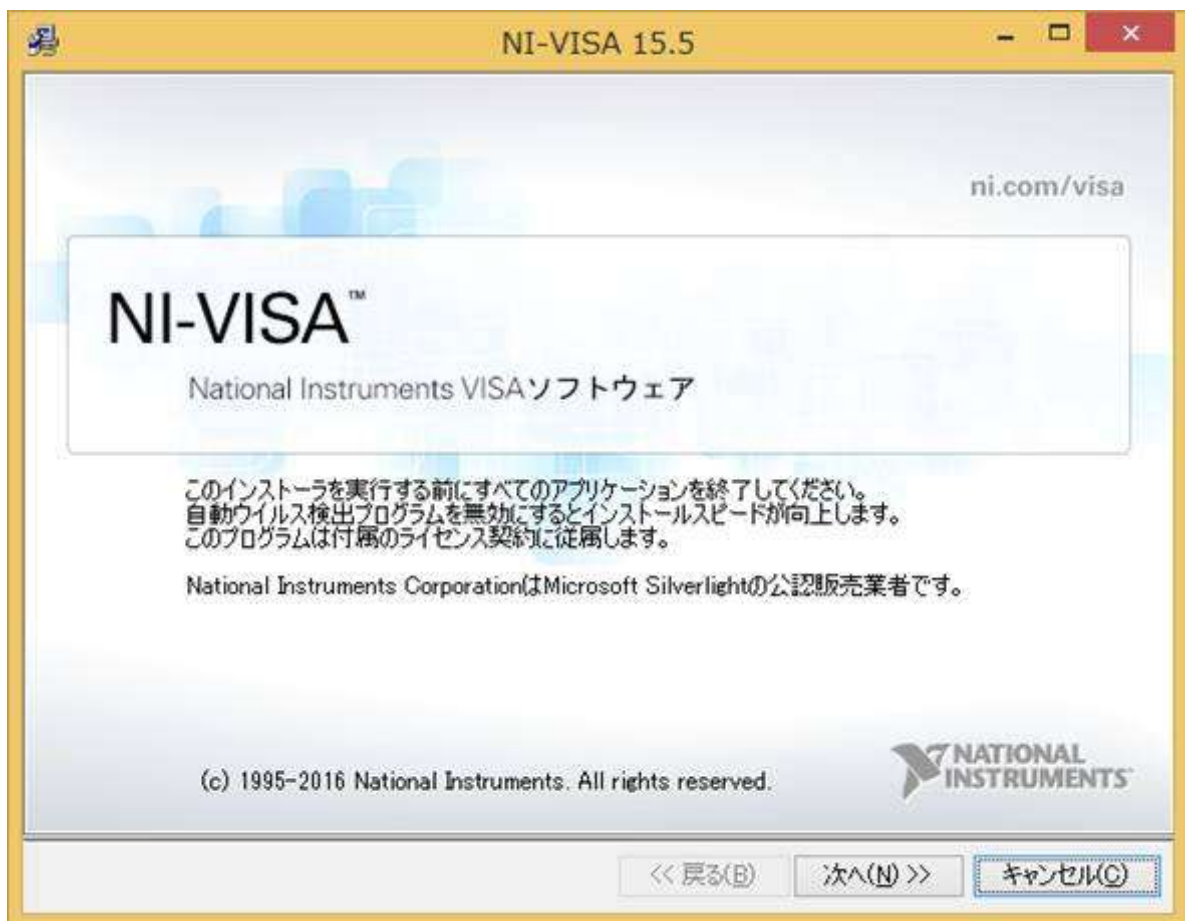 NI-VISA 15.5
ni.com/visa
NI-VISA™
National Instruments VISAソフトウェア
このインストーラを実行する前にすべてのアプリケーションを終了してください。
自動ウイルス検出プログラムを無効にするとインストールスピードが向上します。
このプログラムは付属のライセンス契約に従属します。
National Instruments CorporationはMicrosoft Silverlightの公認販売業者です。
(c) 1995-2016 National Instruments. All rights reserved.
NATIONAL
INSTRUMENTS
<< 戻る(B) 次へ(N) >> キャンセル(C)